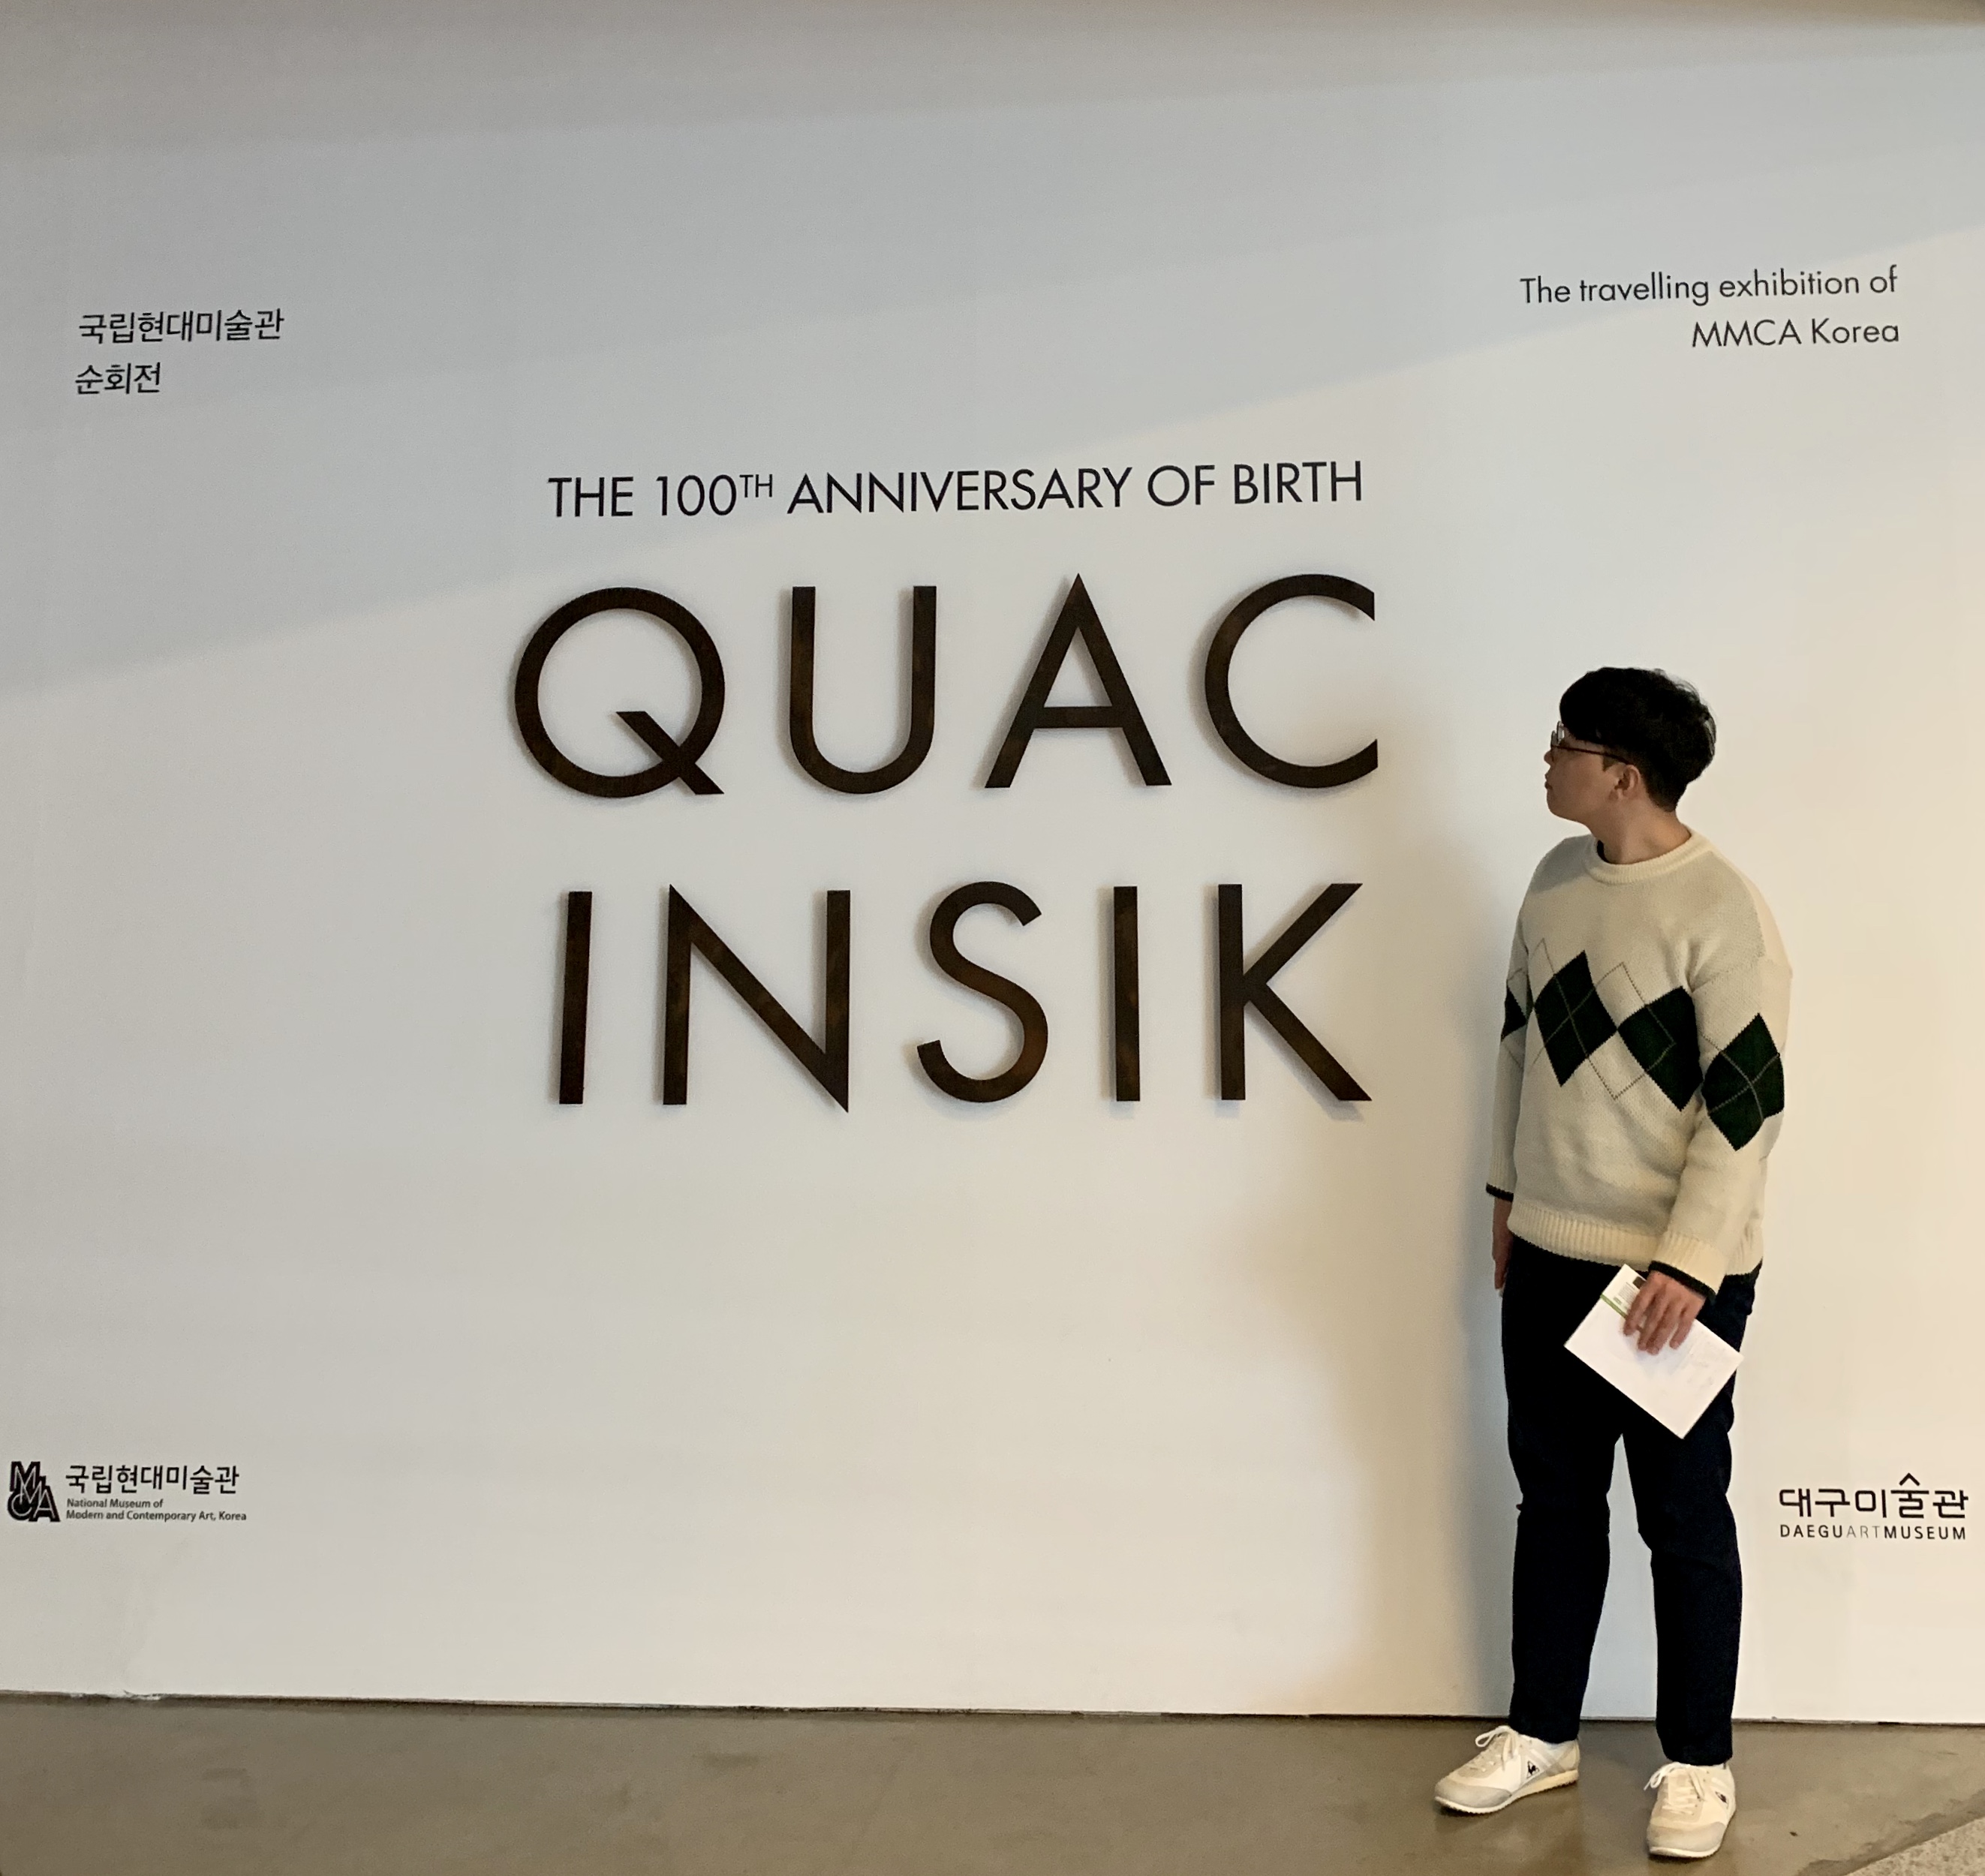 국립현대미술관
순회전
The travelling exhibition of
MMCA Korea
THE 100TH ANNIVERSARY OF BIRTH
QUAC
INSIK
MMCA
국립현대미술관
National Museum of
Modern and Contemporary Art, Korea
대구미술관
DAEGUARTMUSEUM